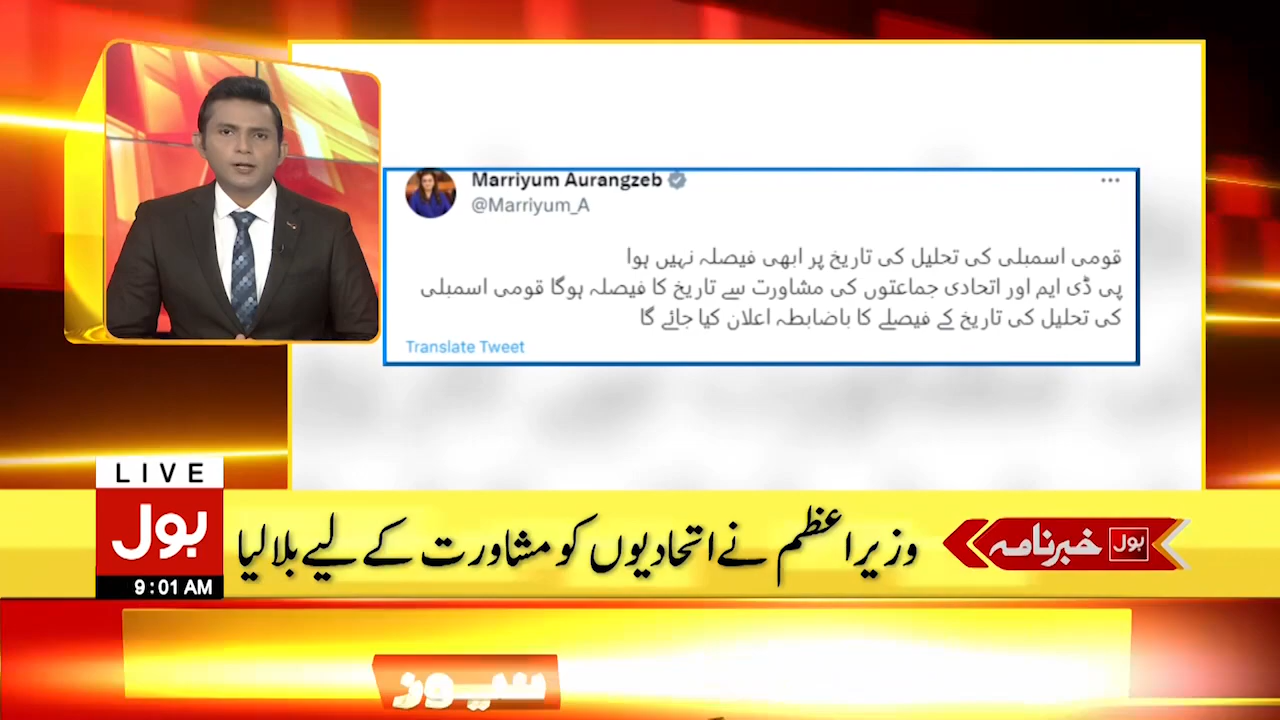 Marriyum Aurangzeb
@Marriyum_A
قومی اسمبلی کی تحلیل کی تاریخ پر ابھی فیصلہ نہیں ہوا
پی ڈی ایم اور اتحادی جماعتوں کی مشاورت سے تاریخ کا فیصلہ ہوگا قومی اسمبلی
کی تحلیل کی تاریخ کے فیصلے کا باضابطہ اعلان کیا جائے گا
Translate Tweet
LIVE
بول
9:01 AM
وزیراعظم نے اتحادیوں کو مشاورت کے لیے بلالیا
بول خبرنامہ
نیوز